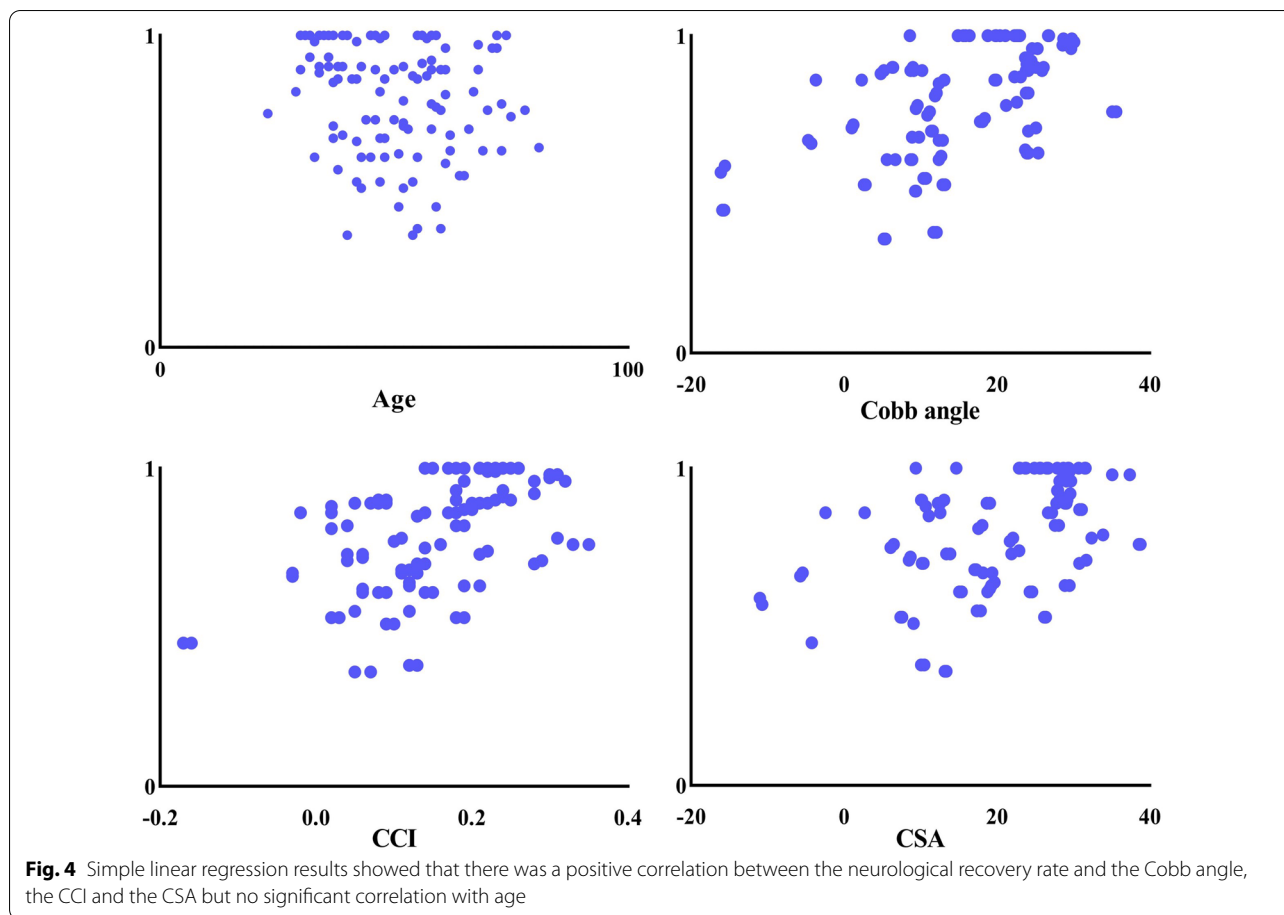 1
0
0 100
Age
1
0
-20 0 20 40
Cobb angle
1
0
-0.2 0.0 0.2 0.4
CCI
1
0
-20 0 20 40
CSA
Fig. 4 Simple linear regression results showed that there was a positive correlation between the neurological recovery rate and the Cobb angle,
the CCI and the CSA but no significant correlation with age